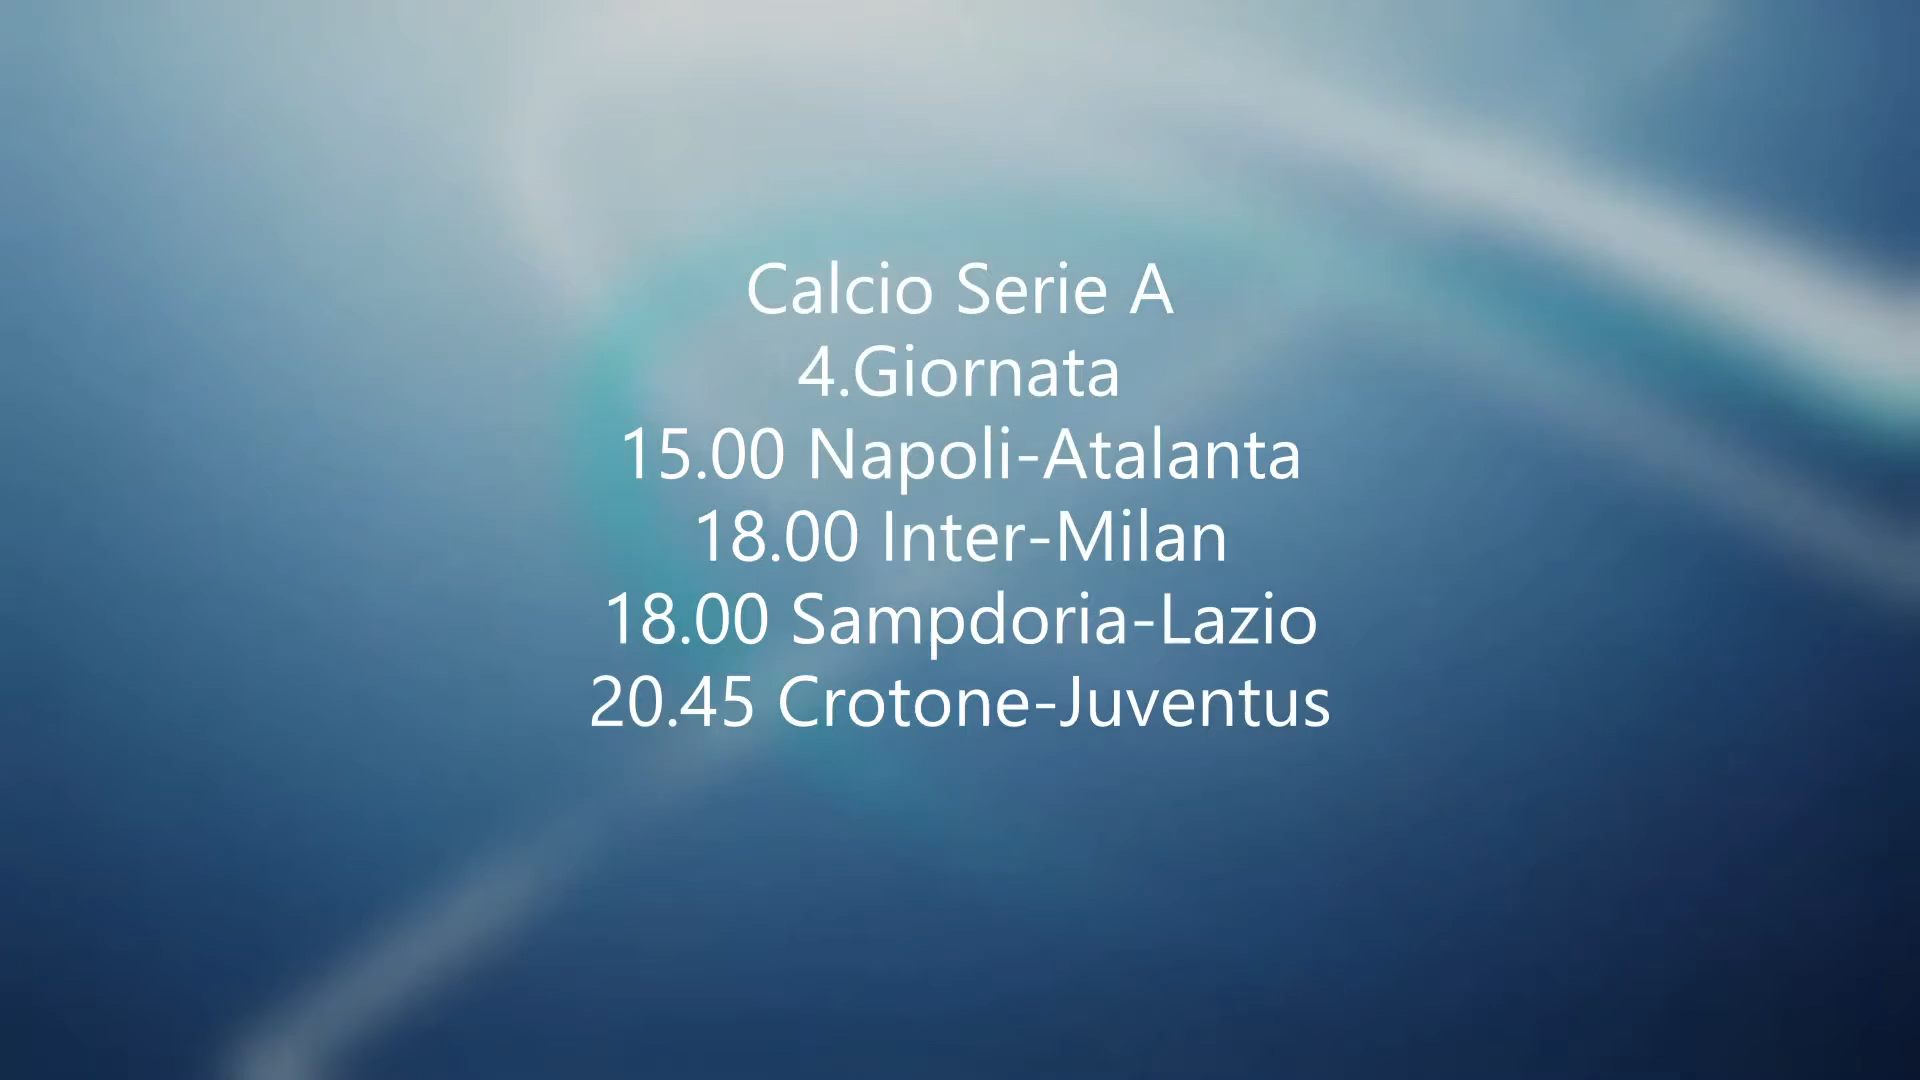 Calcio Serie A
4.Giornata
15.00 Napoli-Atalanta
18.00 Inter-Milan
18.00 Sampdoria-Lazio
20.45 Crotone-Juventus